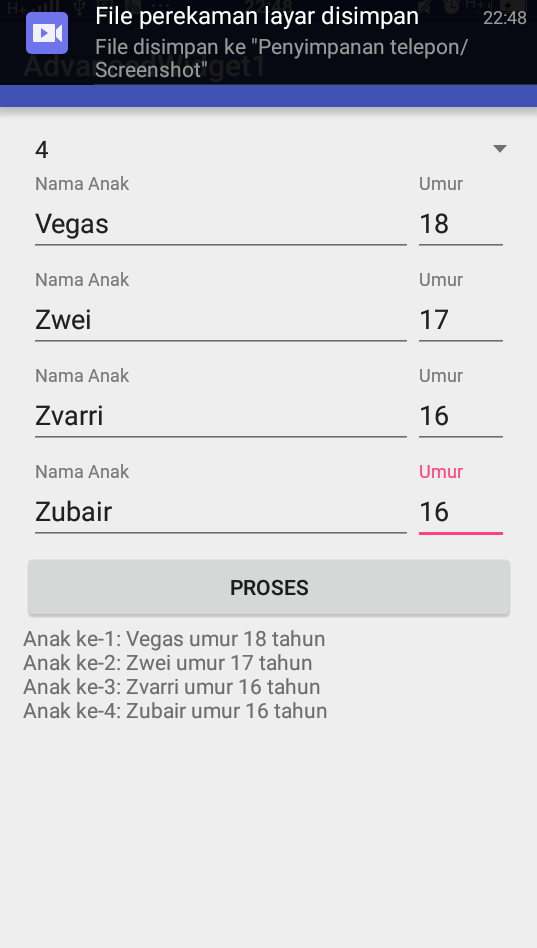 File perekaman layar disimpan 22:48
File disimpan ke "Penyimpanan telepon/
Screenshot"
AdvancedWidget1
4
Nama Anak Umur
Vegas 18
Nama Anak Umur
Zwei 17
Nama Anak Umur
Zvarri 16
Nama Anak Umur
Zubair 16
PROSES
Anak ke-1: Vegas umur 18 tahun
Anak ke-2: Zwei umur 17 tahun
Anak ke-3: Zvarri umur 16 tahun
Anak ke-4: Zubair umur 16 tahun